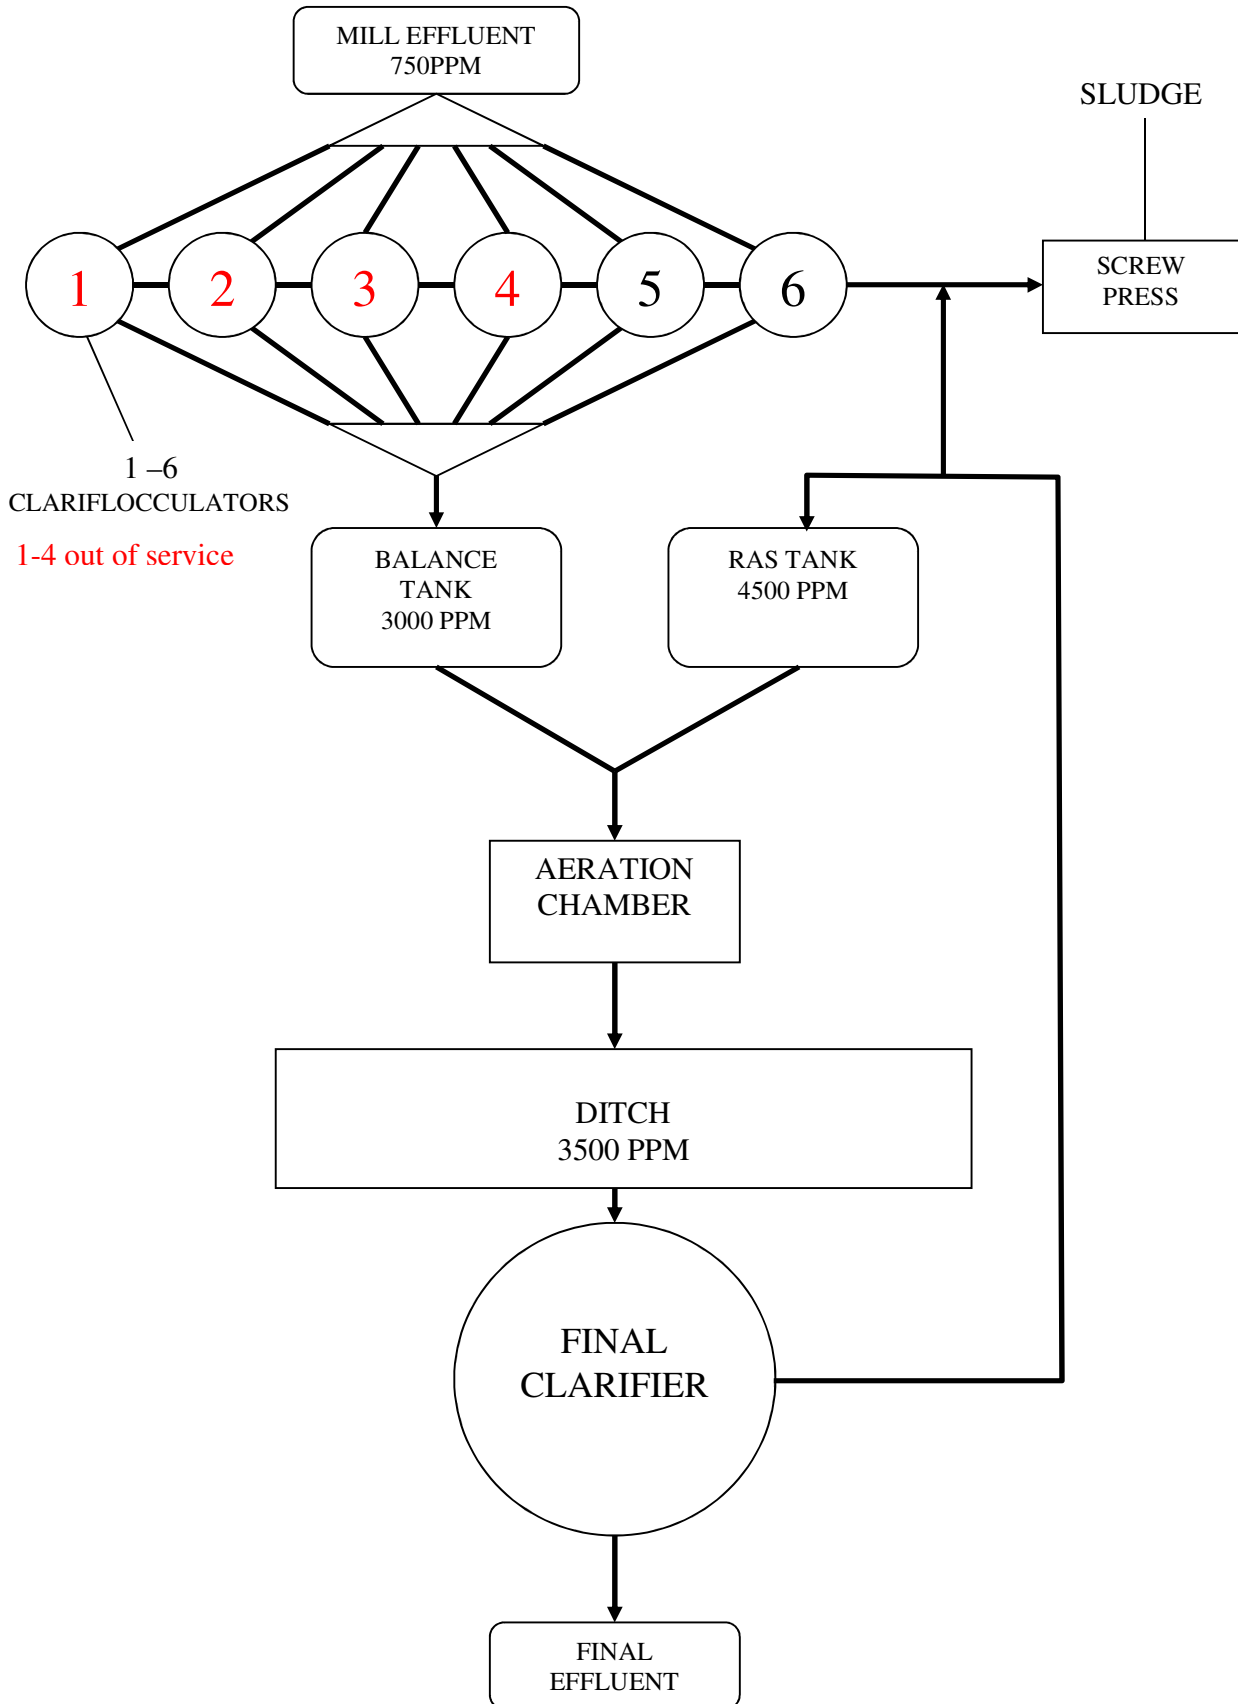 MILL EFFLUENT
750PPM
SLUDGE
1
2
3
4
5
6
SCREW
PRESS
1 –6
CLARIFLOCCULATORS
1-4 out of service
BALANCE
TANK
3000 PPM
RAS TANK
4500 PPM
AERATION
CHAMBER
DITCH
3500 PPM
FINAL
CLARIFIER
FINAL
EFFLUENT